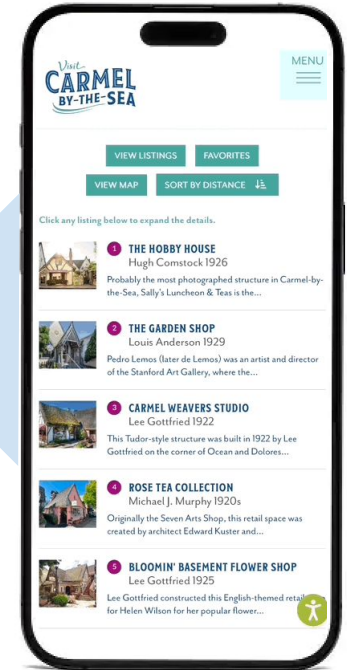 Visit
CARMEL
BY-THE-SEA
MENU
VIEW LISTINGS
FAVORITES
VIEW MAP
SORT BY DISTANCE
Click any listing below to expand the details.
1 THE HOBBY HOUSE
Hugh Comstock 1926
Probably the most photographed structure in Carmel-by-
the-Sea, Sally's Luncheon & Teas is the...
2 THE GARDEN SHOP
Louis Anderson 1929
Pedro Lemos (later de Lemos) was an artist and director
of the Stanford Art Gallery, where the...
3 CARMEL WEAVERS STUDIO
Lee Gottfried 1922
This Tudor-style structure was built in 1922 by Lee
Gottfried on the corner of Ocean and Dolores...
4 ROSE TEA COLLECTION
Michael J. Murphy 1920s
Originally the Seven Arts Shop, this retail space was
created by architect Edward Kuster and...
5 BLOOMIN' BASEMENT FLOWER SHOP
Lee Gottfried 1925
Lee Gottfried constructed this English-themed retail
for Helen Wilson for her popular flower...